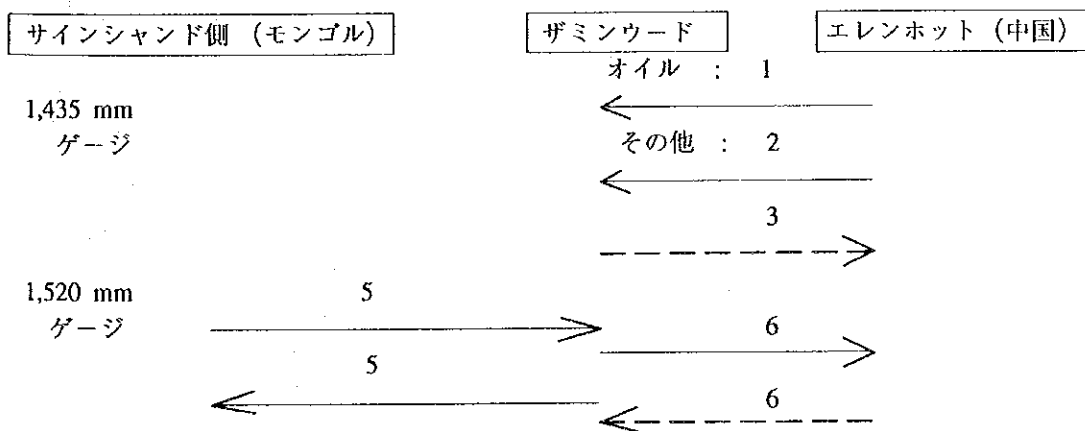 サインシャンド側 (モンゴル) ザミンウード エレンホット (中国)
オイル : 1
1,435 mm
ゲージ
その他 : 2
3
1,520 mm
ゲージ
5
6
5
6